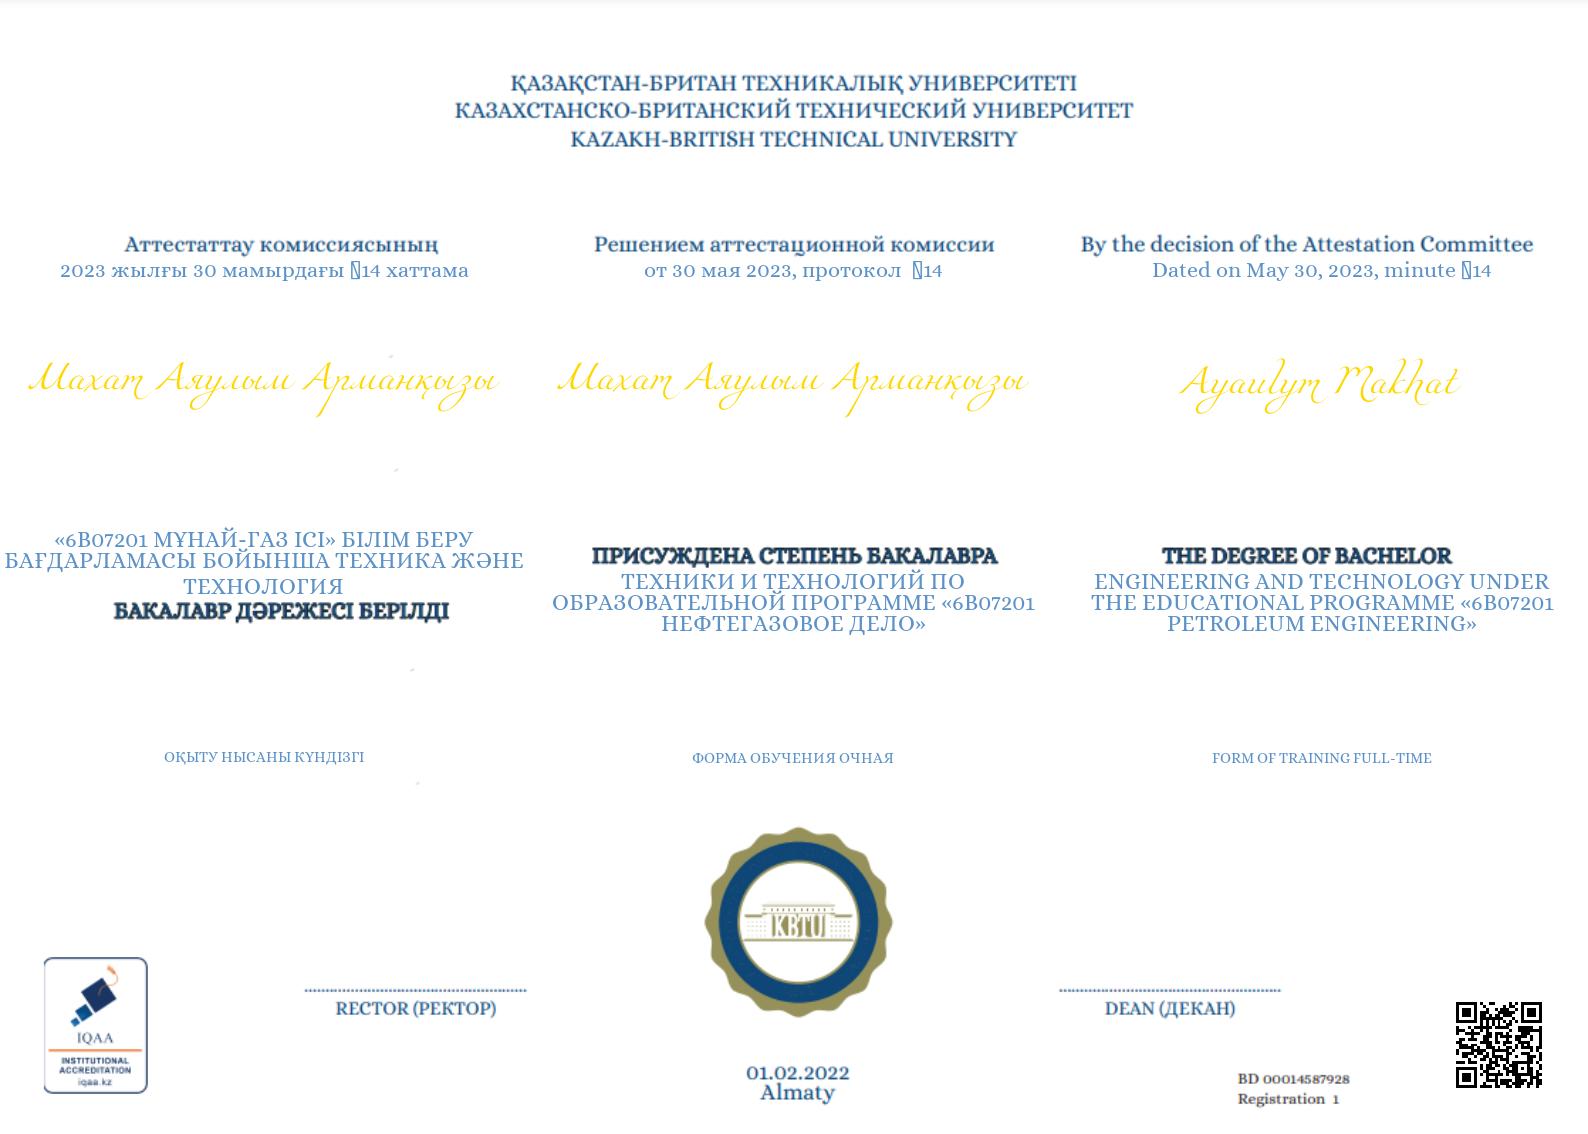 ҚАЗАҚСТАН-БРИТАН ТЕХНИКАЛЫҚ УНИВЕРСИТЕТІ
КАЗАХСТАНСКО-БРИТАНСКИЙ ТЕХНИЧЕСКИЙ УНИВЕРСИТЕТ
KAZAKH-BRITISH TECHNICAL UNIVERSITY
Аттестаттау комиссиясының
2023 жылғы 30 мамырдағы 14 хаттама
Махат Аяулым Арманқызы
«6B07201 МҰНАЙ-ГАЗ ІСІ» БІЛІМ БЕРУ
БАҒДАРЛАМАСЫ БОЙЫНША ТЕХНИКА ЖӘНЕ
ТЕХНОЛОГИЯ
БАКАЛАВР ДӘРЕЖЕСІ БЕРІЛДІ
ОҚЫТУ НЫСАНЫ КҮНДІЗГІ
Решением аттестационной комиссии
от 30 мая 2023, протокол 14
Махат Аяулым Арманқызы
ПРИСУЖДЕНА СТЕПЕНЬ БАКАЛАВРА
ТЕХНИКИ И ТЕХНОЛОГИЙ ПО
ОБРАЗОВАТЕЛЬНОЙ ПРОГРАММЕ «6B07201
НЕФТЕГАЗОВОЕ ДЕЛО»
ФОРМА ОБУЧЕНИЯ ОЧНАЯ
By the decision of the Attestation Committee
Dated on May 30, 2023, minute 14
Ayaulym Makhat
THE DEGREE OF BACHELOR
ENGINEERING AND TECHNOLOGY UNDER
THE EDUCATIONAL PROGRAMME «6B07201
PETROLEUM ENGINEERING»
FORM OF TRAINING FULL-TIME
KBTU
IQAA
INSTITUTIONAL
ACCREDITATION
iqaa.kz
RECTOR (РЕКТОР)
DEAN (ДЕКАН)
01.02.2022
Almaty
BD 00014587928
Registration 1